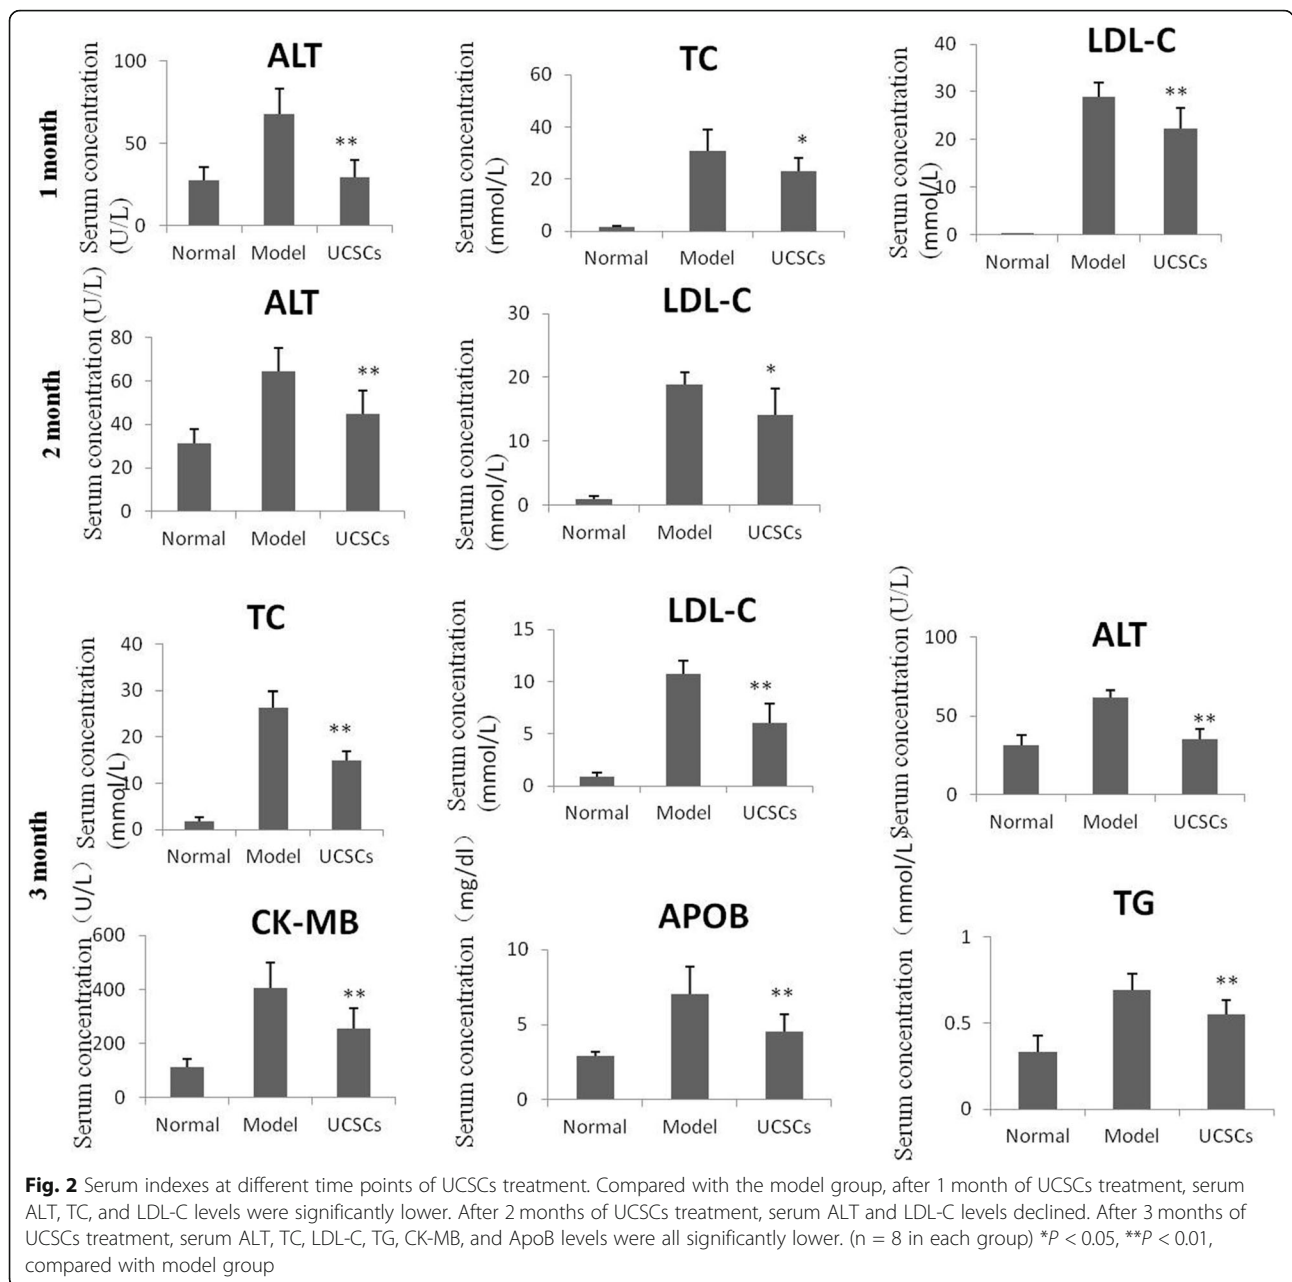 1 month
ALT
Serum concentration
(U/L)
100
50
0
Normal Model UCSCs
TC
Serum concentration
(mmol/L)
60
40
20
0
Normal Model UCSCs
LDL-C
Serum concentration
(mmol/L)
40
30
20
10
0
Normal Model UCSCs
**
*
**
2 month
ALT
Serum concentration (U/L)
80
60
40
20
0
Normal Model UCSCs
**
LDL-C
Serum concentration
(mmol/L)
30
20
10
0
Normal Model UCSCs
*
3 month
TC
Serum concentration
(mmol/L)
40
30
20
10
0
Normal Model UCSCs
**
LDL-C
Serum concentration
(mmol/L)
15
10
5
0
Normal Model UCSCs
**
ALT
Serum concentration (U/L)
100
50
0
Normal Model UCSCs
**
CK-MB
Serum concentration（U/L）
600
400
200
0
Normal Model UCSCs
**
APOB
Serum concentration （mg/dl）
10
5
0
Normal Model UCSCs
**
TG
Serum concentration （mmol/L）
1
0.5
0
Normal Model UCSCs
**
Fig. 2 Serum indexes at different time points of UCSCs treatment. Compared with the model group, after 1 month of UCSCs treatment, serum
ALT, TC, and LDL-C levels were significantly lower. After 2 months of UCSCs treatment, serum ALT and LDL-C levels declined. After 3 months of
UCSCs treatment, serum ALT, TC, LDL-C, TG, CK-MB, and ApoB levels were all significantly lower. (n = 8 in each group) *P < 0.05, **P < 0.01,
compared with model group